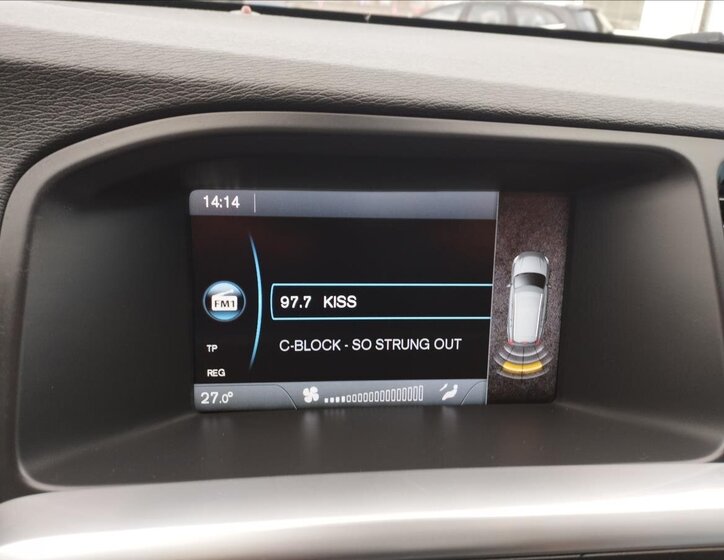 14:14
97.7 KISS
FM1
C-BLOCK - SO STRUNG OUT
TP
REG
27.0°